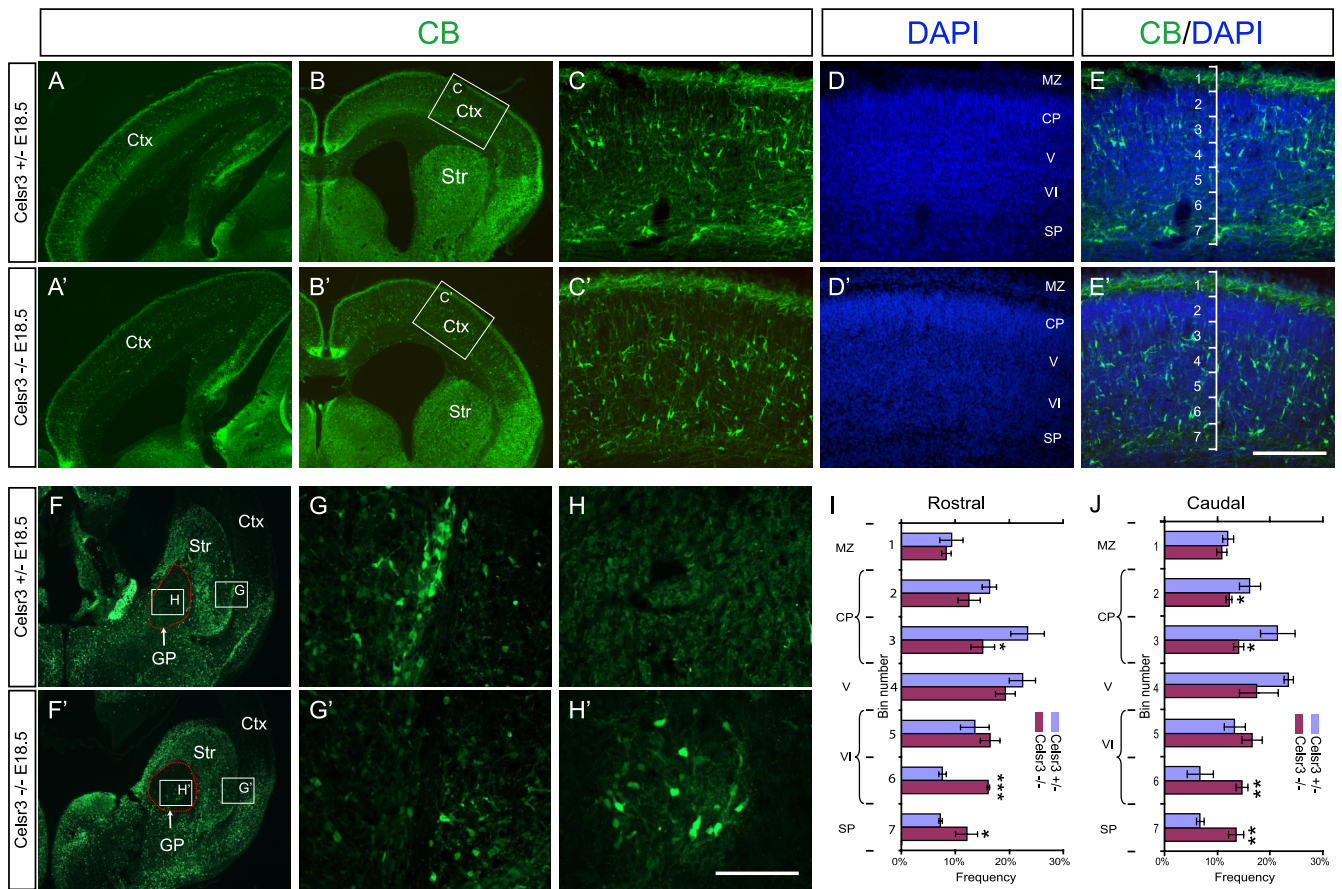 CB
DAPI
CB/DAPI
Celsr3 +/- E18.5
A
Ctx
B
C
Ctx
Str
C
D
MZ
CP
V
VI
SP
E
1
2
3
4
5
6
7
Celsr3 -/- E18.5
A'
Ctx
B'
C'
Ctx
Str
C'
D'
MZ
CP
V
VI
SP
E'
1
2
3
4
5
6
7
Celsr3 +/- E18.5
F
Ctx
Str
H
G
GP
G
H
Celsr3 -/- E18.5
F'
Ctx
Str
H'
G'
GP
G'
H'
I
Rostral
MZ
CP
V
VI
SP
Bin number
1
2
3
4
5
6
7
*
***
*
Celsr3 +/-
Celsr3 -/-
0% 10% 20% 30%
Frequency
J
Caudal
MZ
CP
V
VI
SP
Bin number
1
2
3
4
5
6
7
*
*
**
**
Celsr3 +/-
Celsr3 -/-
0% 10% 20% 30%
Frequency